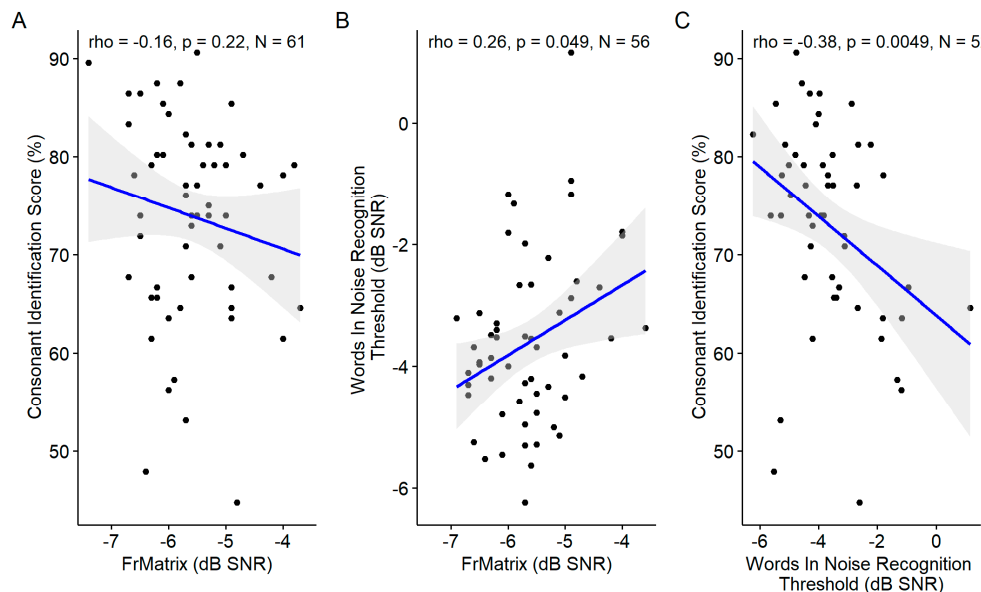 A
rho = -0.16, p = 0.22, N = 61
Consonant Identification Score (%)
90
80
70
60
50
-7 -6 -5 -4
FrMatrix (dB SNR)
B
rho = 0.26, p = 0.049, N = 56
Words In Noise Recognition
Threshold (dB SNR)
0
-2
-4
-6
-7 -6 -5 -4
FrMatrix (dB SNR)
C
rho = -0.38, p = 0.0049, N = 5
Consonant Identification Score (%)
90
80
70
60
50
-6 -4 -2 0
Words In Noise Recognition
Threshold (dB SNR)